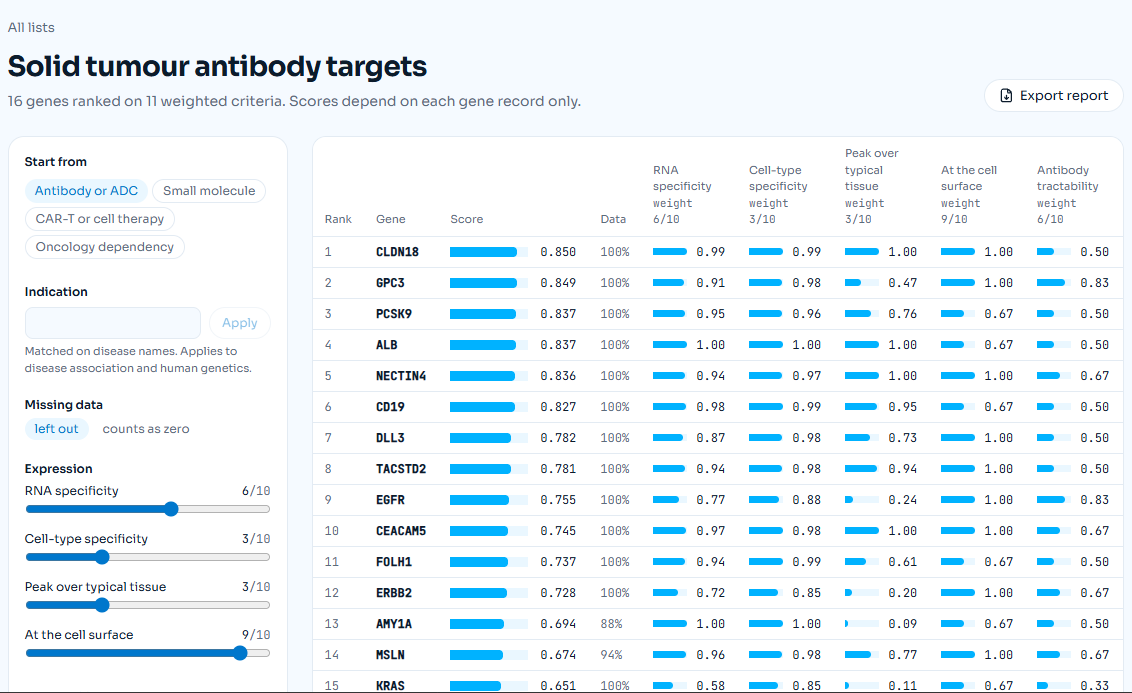 All lists
Solid tumour antibody targets
16 genes ranked on 11 weighted criteria. Scores depend on each gene record only.
Export report
Start from
Antibody or ADC
Small molecule
CAR-T or cell therapy
Oncology dependency
Indication
Apply
Matched on disease names. Applies to
disease association and human genetics.
Missing data
left out
counts as zero
Expression
RNA specificity 6/10
Cell-type specificity 3/10
Peak over typical tissue 3/10
At the cell surface 9/10
Rank Gene Score Data RNA specificity weight 6/10 Cell-type specificity weight 3/10 Peak over typical tissue weight 3/10 At the cell surface weight 9/10 Antibody tractability weight 6/10
1 CLDN18 0.850 100% 0.99 0.99 1.00 1.00 0.50
2 GPC3 0.849 100% 0.91 0.98 0.47 1.00 0.83
3 PCSK9 0.837 100% 0.95 0.96 0.76 0.67 0.50
4 ALB 0.837 100% 1.00 1.00 1.00 0.67 0.50
5 NECTIN4 0.836 100% 0.94 0.97 1.00 1.00 0.67
6 CD19 0.827 100% 0.98 0.99 0.95 0.67 0.50
7 DLL3 0.782 100% 0.87 0.98 0.73 1.00 0.50
8 TACSTD2 0.781 100% 0.94 0.98 0.94 1.00 0.50
9 EGFR 0.755 100% 0.77 0.88 0.24 1.00 0.83
10 CEACAM5 0.745 100% 0.97 0.98 1.00 1.00 0.67
11 FOLH1 0.737 100% 0.94 0.99 0.61 0.67 0.50
12 ERBB2 0.728 100% 0.72 0.85 0.20 1.00 0.67
13 AMY1A 0.694 88% 1.00 1.00 0.09 0.67 0.50
14 MSLN 0.674 94% 0.96 0.98 0.77 1.00 0.67
15 KRAS 0.651 100% 0.58 0.85 0.11 0.67 0.33